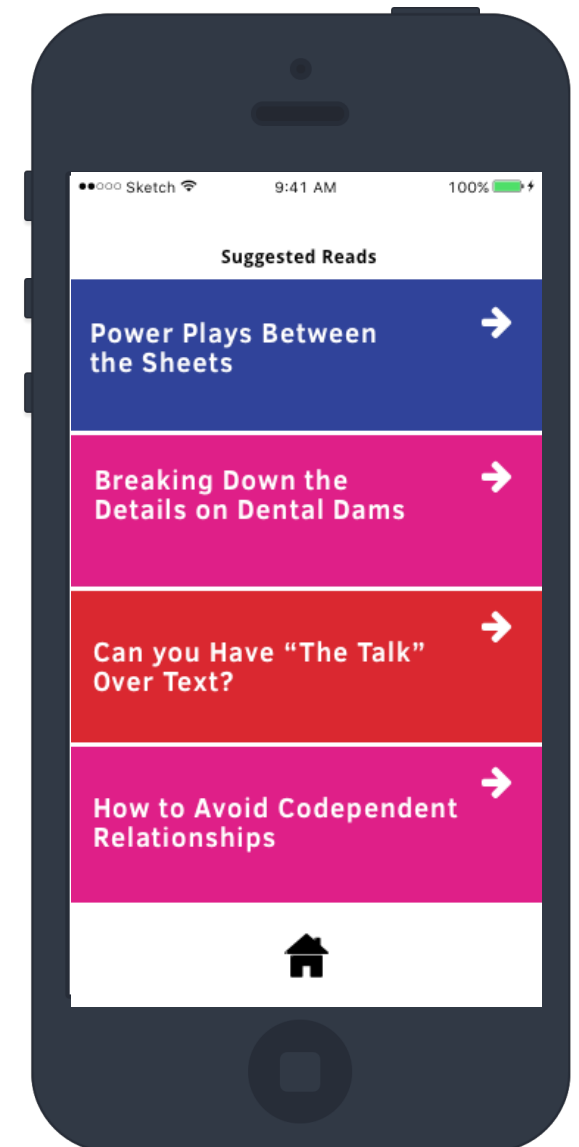 ●●○○○ Sketch 9:41 AM 100%
Suggested Reads
Power Plays Between
the Sheets
Breaking Down the
Details on Dental Dams
Can you Have “The Talk”
Over Text?
How to Avoid Codependent
Relationships